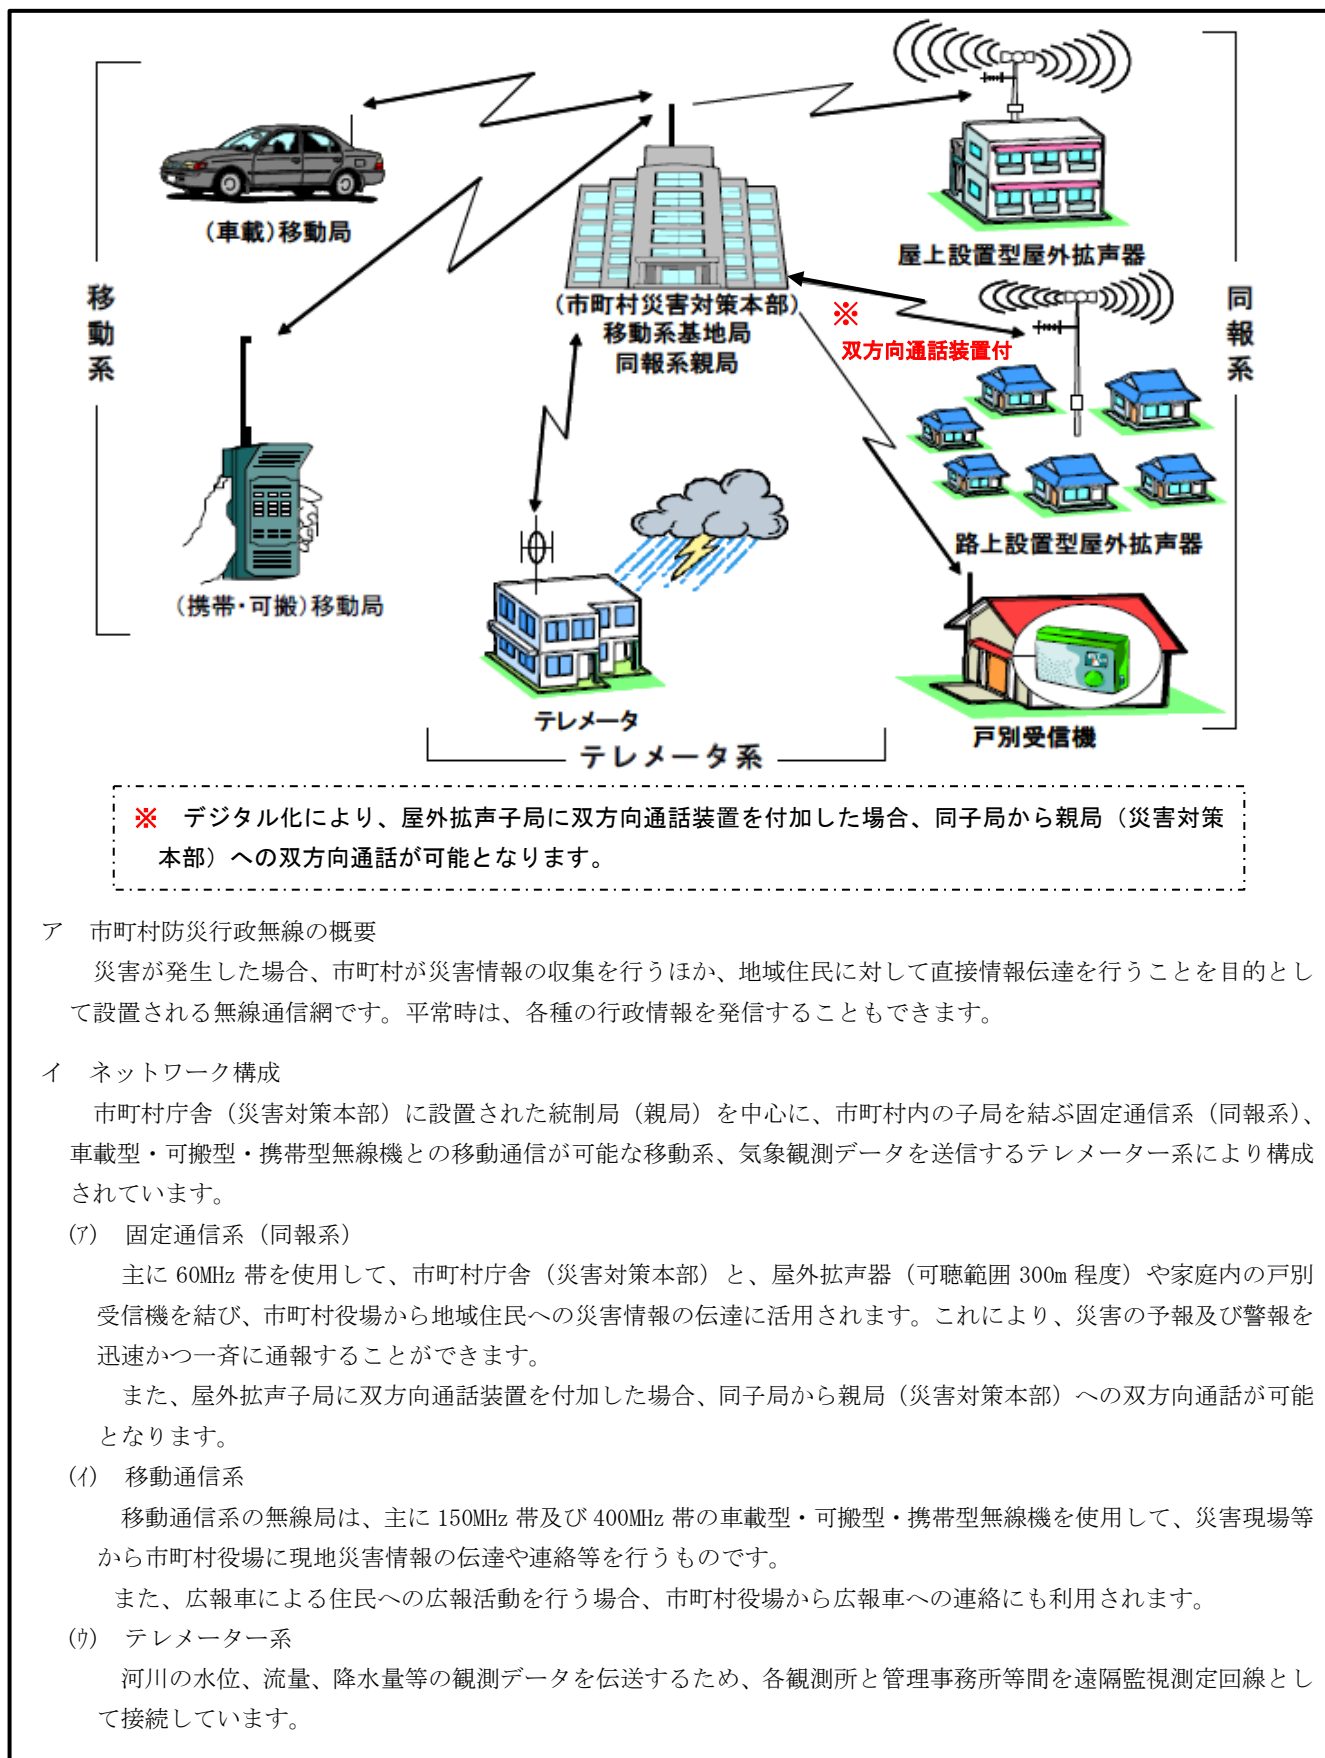 (車載)移動局
移動系
(携帯・可搬)移動局
(市町村災害対策本部)
移動系基地局
同報系親局
※
双方向通話装置付
屋上設置型屋外拡声器
同報系
路上設置型屋外拡声器
戸別受信機
テレメータ
テレメータ系
※ デジタル化により、屋外拡声子局に双方向通話装置を付加した場合、同子局から親局（災害対策
本部）への双方向通話が可能となります。
ア 市町村防災行政無線の概要
災害が発生した場合、市町村が災害情報の収集を行うほか、地域住民に対して直接情報伝達を行うことを目的とし
て設置される無線通信網です。平常時は、各種の行政情報を発信することもできます。
イ ネットワーク構成
市町村庁舎（災害対策本部）に設置された統制局（親局）を中心に、市町村内の子局を結ぶ固定通信系（同報系）、
車載型・可搬型・携帯型無線機との移動通信が可能な移動系、気象観測データを送信するテレメーター系により構成
されています。
(ｱ) 固定通信系（同報系）
主に 60MHz 帯を使用して、市町村庁舎（災害対策本部）と、屋外拡声器（可聴範囲 300m 程度）や家庭内の戸別
受信機を結び、市町村役場から地域住民への災害情報の伝達に活用されます。これにより、災害の予報及び警報を
迅速かつ一斉に通報することができます。
また、屋外拡声子局に双方向通話装置を付加した場合、同子局から親局（災害対策本部）への双方向通話が可能
となります。
(ｲ) 移動通信系
移動通信系の無線局は、主に 150MHz 帯及び 400MHz 帯の車載型・可搬型・携帯型無線機を使用して、災害現場等
から市町村役場に現地災害情報の伝達や連絡等を行うものです。
また、広報車による住民への広報活動を行う場合、市町村役場から広報車への連絡にも利用されます。
(ｳ) テレメーター系
河川の水位、流量、降水量等の観測データを伝送するため、各観測所と管理事務所等間を遠隔監視測定回線とし
て接続しています。